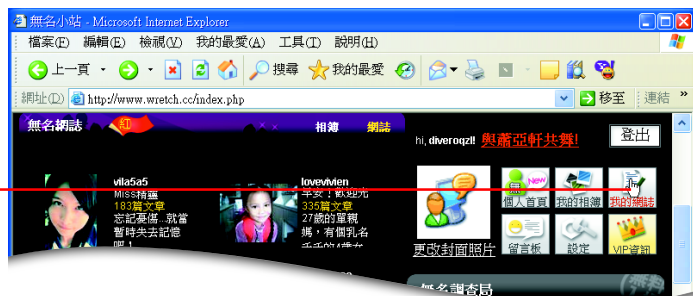 無名小站 - Microsoft Internet Explorer
檔案(F) 編輯(E) 檢視(V) 我的最愛(A) 工具(T) 說明(H)
上一頁 搜尋 我的最愛
網址(D) http://www.wretch.cc/index.php 移至 連結 »
無名網誌 紅 相簿 網誌
hi, diveroqzl! 與蕭亞軒共舞! 登出
vila5a5
Miss精靈
183篇文章
忘記憂傷..就當
暫時失去記憶
吧!
lovevivien
早安!歡迎光
335篇文章
27歲的單親
媽,有個乳名
New
個人首頁 我的相簿 我的網誌
更改封面照片 留言板 設定 VIP資訊
無名調查局